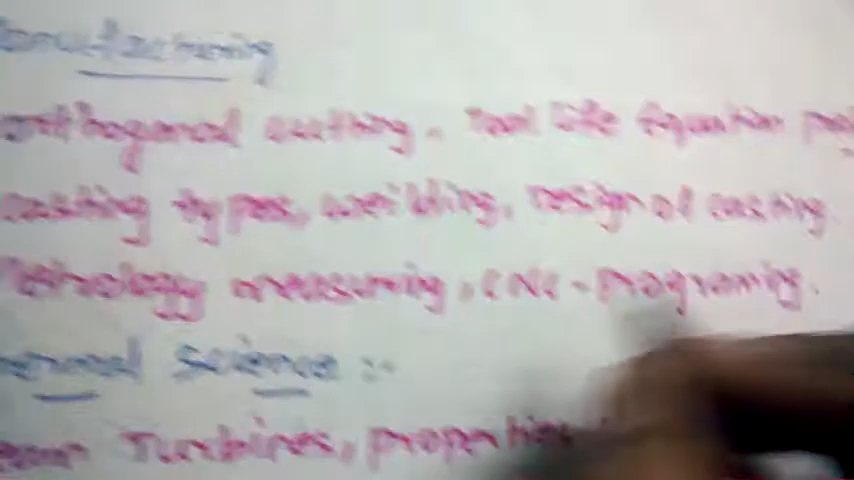 Manufacturing
orthogonal cutting. Tool life Equation
casting types, welding, Design of casting.
Metrology measuring, CNC - programing.
Thermal Science :-
Turbines, properties